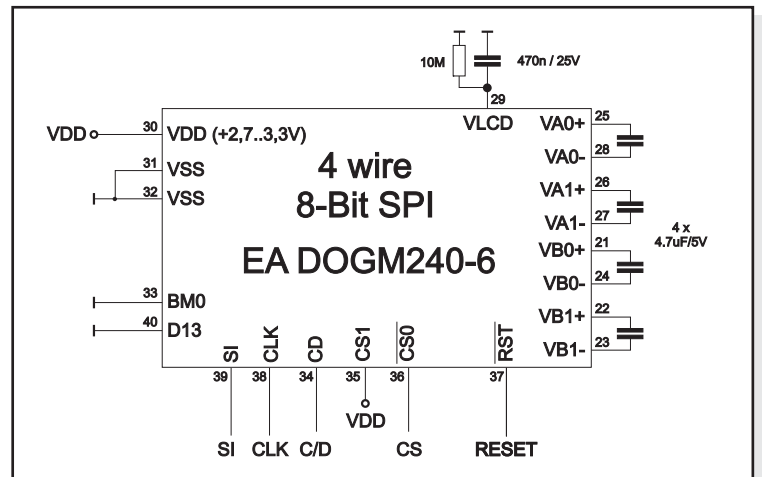 10M
470n / 25V
29
VLCD
VDD
30
VDD (+2,7..3,3V)
31
VSS
32
VSS
4 wire
8-Bit SPI
EA DOGM240-6
VA0+
25
VA0-
28
VA1+
26
VA1-
27
VB0+
21
VB0-
24
VB1+
22
VB1-
23
4 x
4.7uF/5V
33
BM0
40
D13
SI
CLK
CD
CS1
CS0
RST
39
38
34
35
36
37
VDD
SI
CLK
C/D
CS
RESET